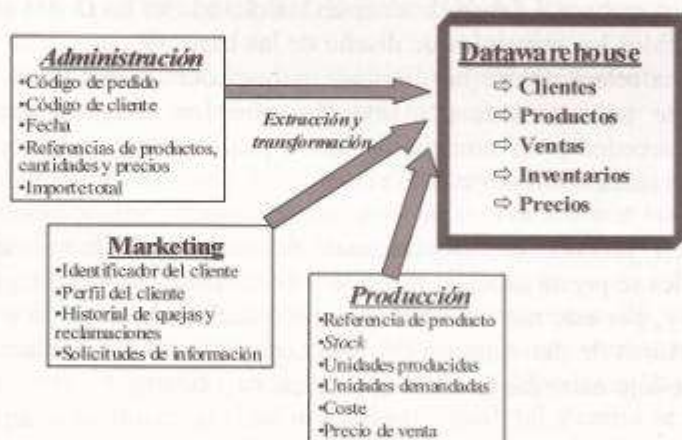 Administración
•Código de pedido
•Código de cliente
•Fecha
•Referencias de productos,
cantidades y precios
•Importe total
Extracción y
transformación
Datawarehouse
⇨ Clientes
⇨ Productos
⇨ Ventas
⇨ Inventarios
⇨ Precios
Marketing
•Identificador del cliente
•Perfil del cliente
•Historial de quejas y
reclamaciones
•Solicitudes de información
Producción
•Referencia de producto
•Stock
•Unidades producidas
•Unidades demandadas
•Coste
•Precio de venta